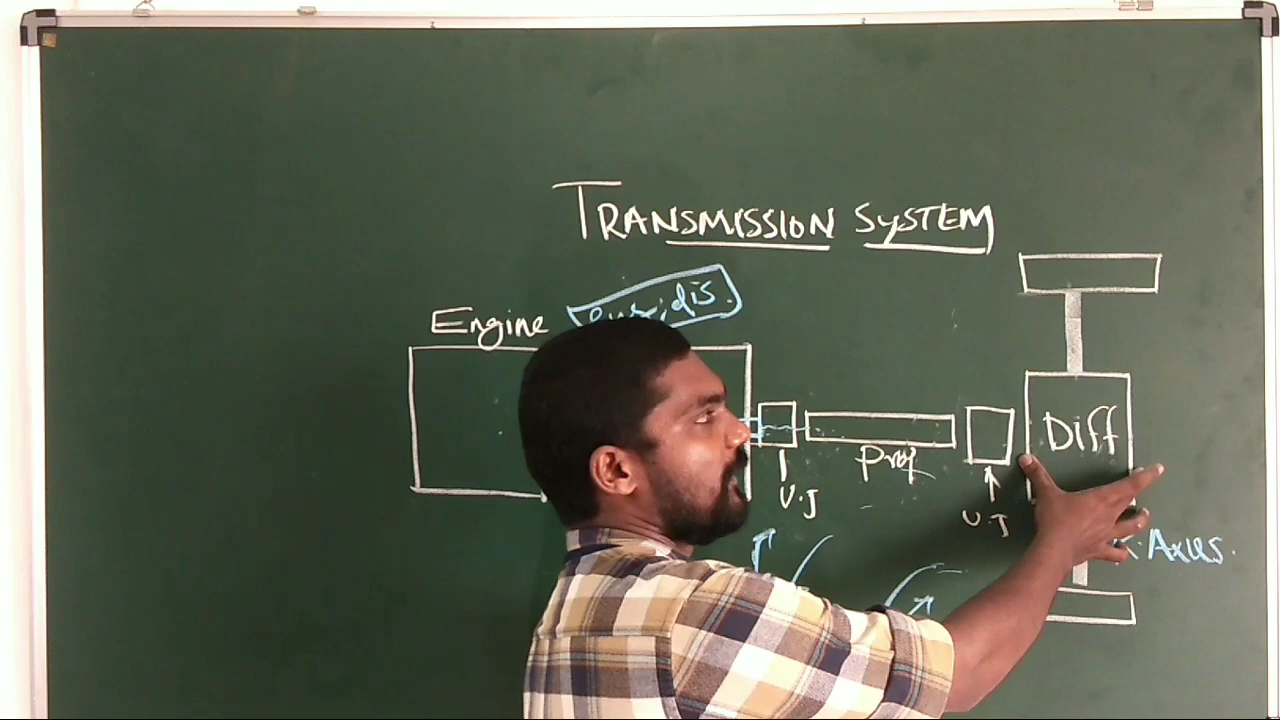 TRANSMISSION SYSTEM
Engine
Diff
Prop
U.J
U.J
Axles.